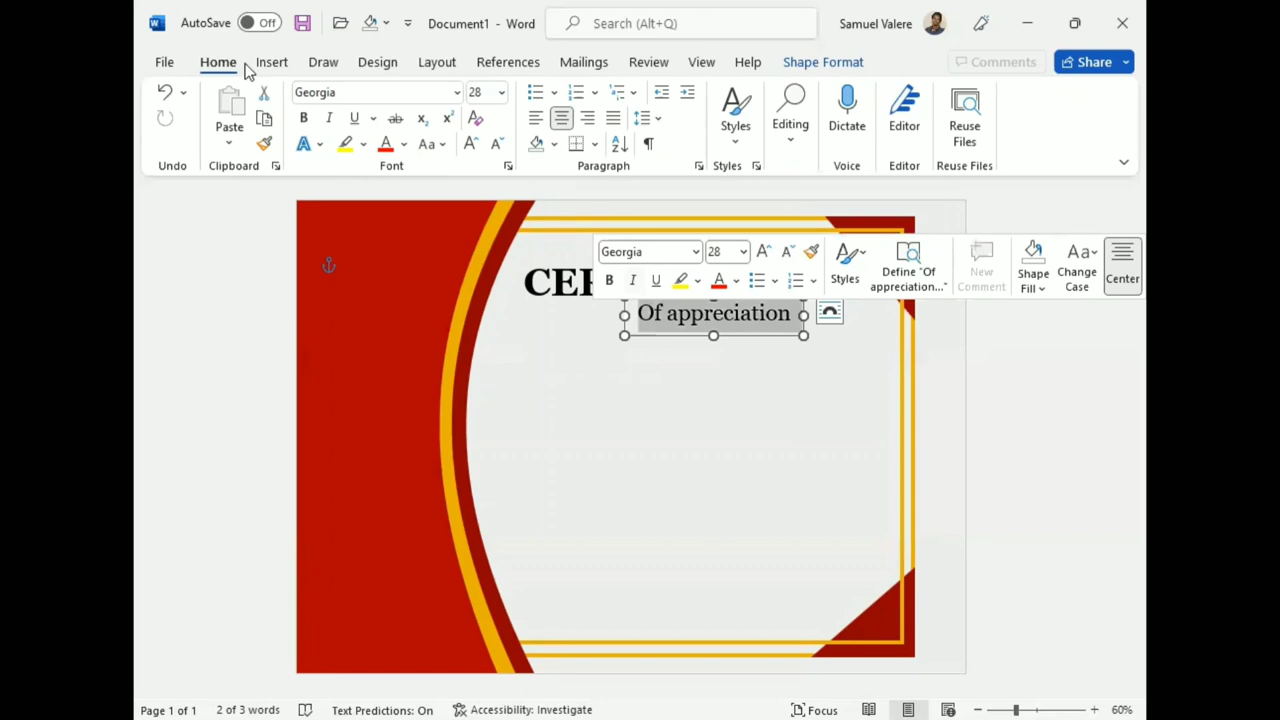 AutoSave Off Document1 - Word Search (Alt+Q) Samuel Valere
File Home Insert Draw Design Layout References Mailings Review View Help Shape Format Comments Share
Georgia 28
Paste
Styles Editing Dictate Editor Reuse Files
Undo Clipboard Font Paragraph Styles Voice Editor Reuse Files
Georgia 28
B I U Styles Define "Of appreciation..." New Comment Shape Fill Aa Change Case Center
Of appreciation
Page 1 of 1 2 of 3 words Text Predictions: On Accessibility: Investigate Focus 60%